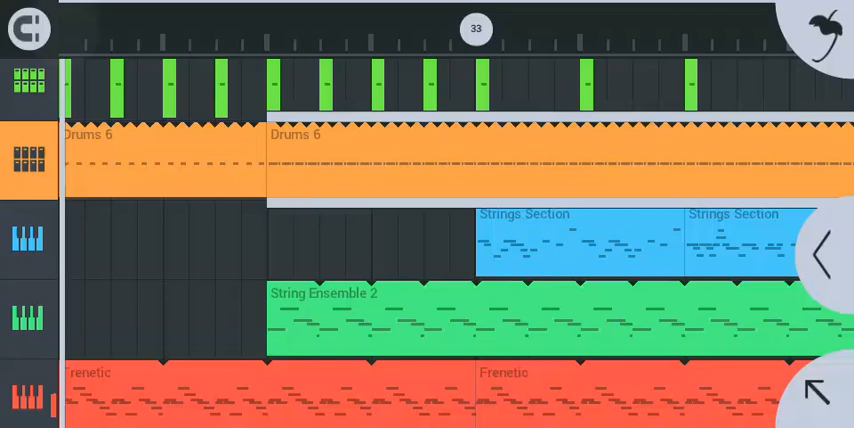 33
Drums 6
Drums 6
Strings Section
Strings Section
String Ensemble 2
Frenetic
Frenetic